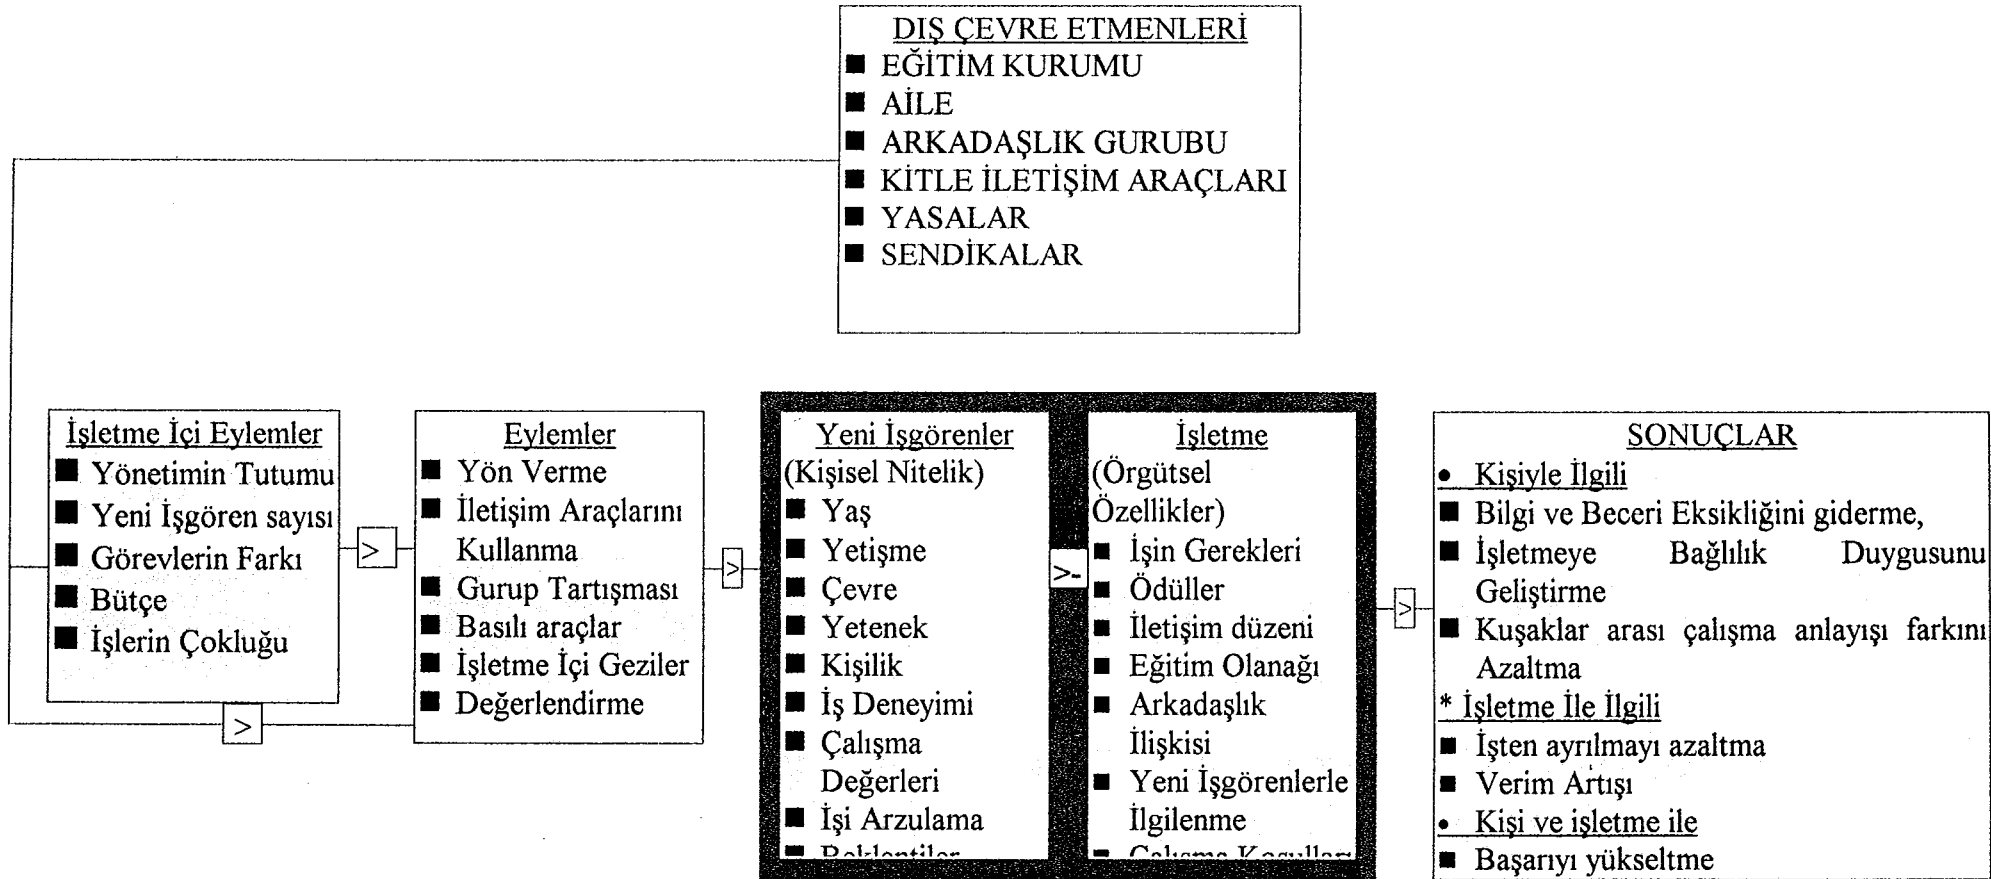 DIŞ ÇEVRE ETMENLERİ
■ EĞİTİM KURUMU
■ AİLE
■ ARKADAŞLIK GURUBU
■ KİTLE İLETİŞİM ARAÇLARI
■ YASALAR
■ SENDİKALAR
İşletme İçi Eylemler
■ Yönetimin Tutumu
■ Yeni İşgören sayısı
■ Görevlerin Farkı
■ Bütçe
■ İşlerin Çokluğu
>
>
Eylemler
■ Yön Verme
■ İletişim Araçlarını
Kullanma
■ Gurup Tartışması
■ Basılı araçlar
■ İşletme İçi Geziler
■ Değerlendirme
>
Yeni İşgörenler
(Kişisel Nitelik)
■ Yaş
■ Yetişme
■ Çevre
■ Yetenek
■ Kişilik
■ İş Deneyimi
■ Çalışma
Değerleri
■ İşi Arzulama
■ Beklentiler
>-
İşletme
(Örgütsel
Özellikler)
■ İşin Gerekleri
■ Ödüller
■ İletişim düzeni
■ Eğitim Olanağı
■ Arkadaşlık
İlişkisi
■ Yeni İşgörenlerle
İlgilenme
■ Çalışma Koşulları
>
SONUÇLAR
• Kişiyle İlgili
■ Bilgi ve Beceri Eksikliğini giderme,
■ İşletmeye Bağlılık Duygusunu
Geliştirme
■ Kuşaklar arası çalışma anlayışı farkını
Azaltma
* İşletme İle İlgili
■ İşten ayrılmayı azaltma
■ Verim Artışı
• Kişi ve işletme ile
■ Başarıyı yükseltme